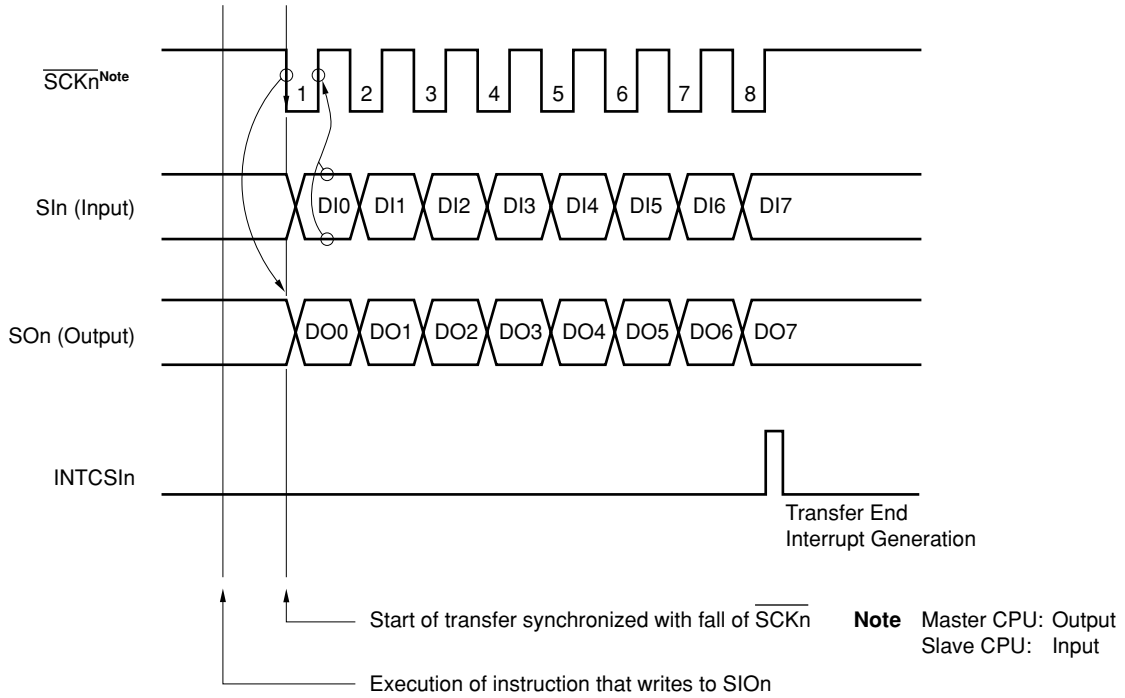 SCKn Note
1 2 3 4 5 6 7 8
SIn (Input)
DI0 DI1 DI2 DI3 DI4 DI5 DI6 DI7
SOn (Output)
DO0 DO1 DO2 DO3 DO4 DO5 DO6 DO7
INTCSIn
Transfer End
Interrupt Generation
Start of transfer synchronized with fall of SCKn
Note Master CPU: Output
Slave CPU: Input
Execution of instruction that writes to SIOn